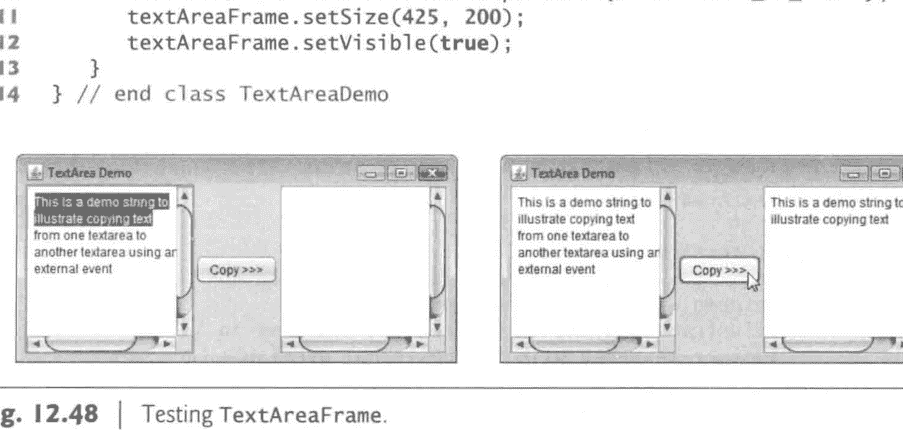 11 textAreaFrame.setSize(425, 200);
12 textAreaFrame.setVisible(true);
13 }
14 } // end class TextAreaDemo
TextArea Demo
This is a demo string to
illustrate copying text
from one textarea to
another textarea using an
external event
Copy >>>
TextArea Demo
This is a demo string to
illustrate copying text
from one textarea to
another textarea using an
external event
Copy >>>
This is a demo string to
illustrate copying text
g. 12.48 | Testing TextAreaFrame.